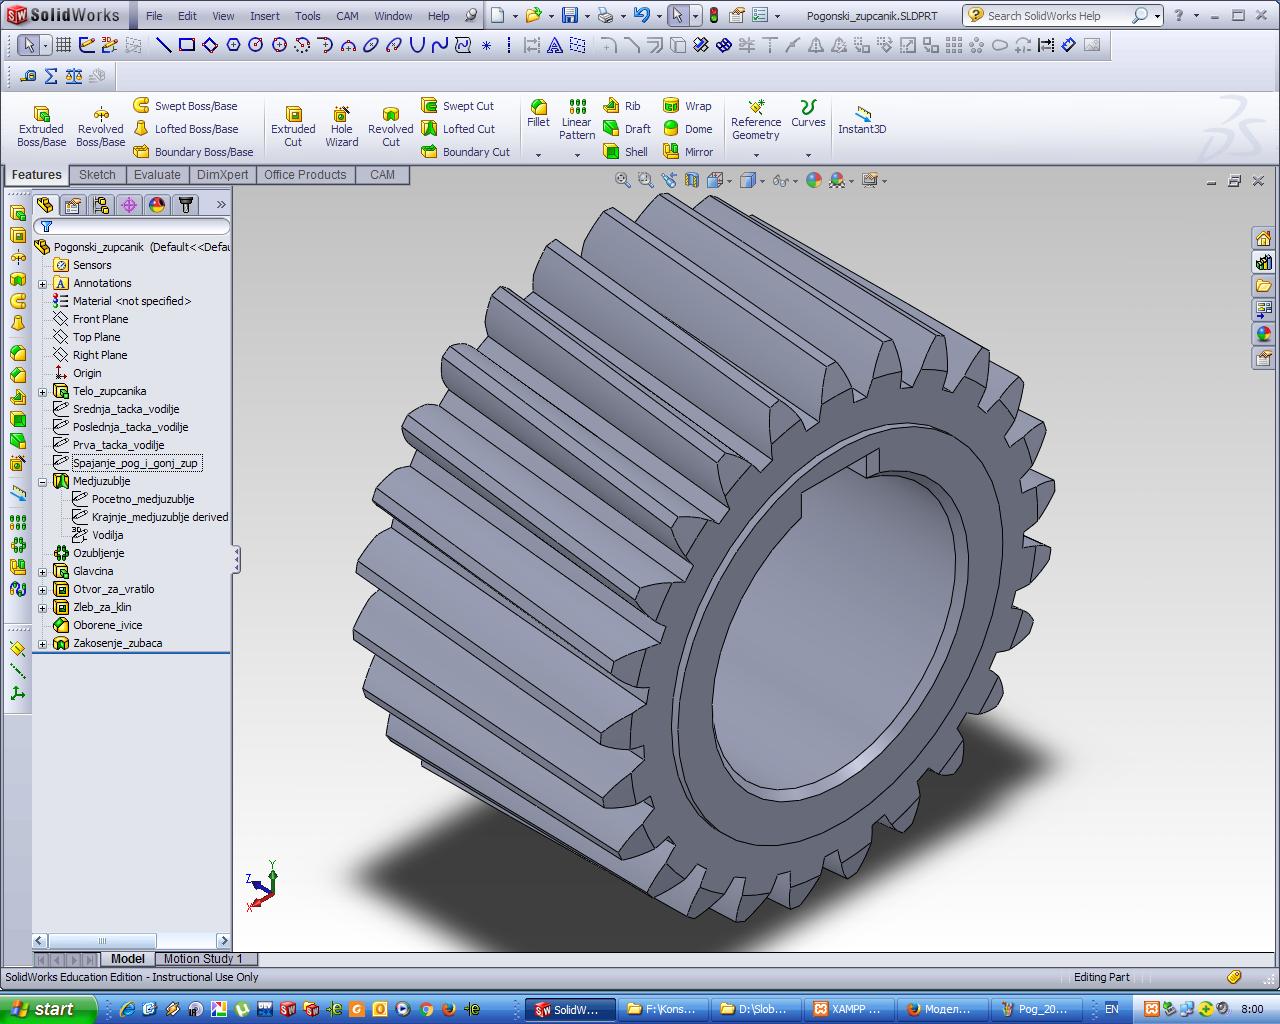 SolidWorks File Edit View Insert Tools CAM Window Help Pogonski_zupcanik.SLDPRT Search SolidWorks Help
Extruded Boss/Base
Revolved Boss/Base
Swept Boss/Base
Lofted Boss/Base
Boundary Boss/Base
Extruded Cut
Hole Wizard
Revolved Cut
Swept Cut
Lofted Cut
Boundary Cut
Fillet
Linear Pattern
Rib
Draft
Shell
Wrap
Dome
Mirror
Reference Geometry
Curves
Instant3D
Features Sketch Evaluate DimXpert Office Products CAM
Pogonski_zupcanik (Default<<Defau
Sensors
Annotations
Material <not specified>
Front Plane
Top Plane
Right Plane
Origin
Telo_zupcanika
Srednja_tacka_vodilje
Poslednja_tacka_vodilje
Prva_tacka_vodilje
Spajanje_pog_i_gonj_zup
Medjuzublje
Pocetno_medjuzublje
Krajnje_medjuzublje derived
Vodilja
Ozubljenje
Glavcina
Otvor_za_vratilo
Zleb_za_klin
Oborene_ivice
Zakosenje_zubaca
Y
Z
X
Model Motion Study 1
SolidWorks Education Edition - Instructional Use Only Editing Part
start SolidW... F:\Kons... D:\Slob... XAMPP ... Модел... Pog_20... EN 8:00